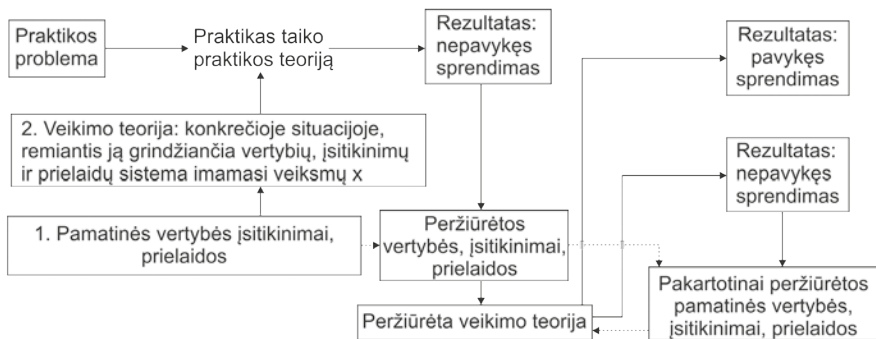 Praktikos
problema
Praktikas taiko
praktikos teoriją
Rezultatas:
nepavykęs
sprendimas
Rezultatas:
pavykęs
sprendimas
2. Veikimo teorija: konkrečioje situacijoje,
remiantis ją grindžiančia vertybių, įsitikinimų
ir prielaidų sistema imamasi veiksmų x
Rezultatas:
nepavykęs
sprendimas
1. Pamatinės vertybės įsitikinimai,
prielaidos
Peržiūrėtos
vertybės, įsitikinimai,
prielaidos
Pakartotinai peržiūrėtos
pamatinės vertybės,
įsitikinimai, prielaidos
Peržiūrėta veikimo teorija